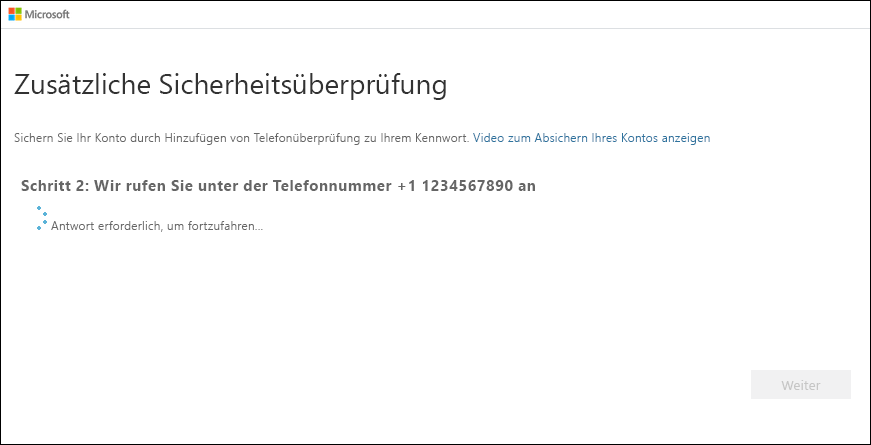 Microsoft
Zusätzliche Sicherheitsüberprüfung
Sichern Sie Ihr Konto durch Hinzufügen von Telefonüberprüfung zu Ihrem Kennwort. Video zum Absichern Ihres Kontos anzeigen
Schritt 2: Wir rufen Sie unter der Telefonnummer +1 1234567890 an
Antwort erforderlich, um fortzufahren...
Weiter